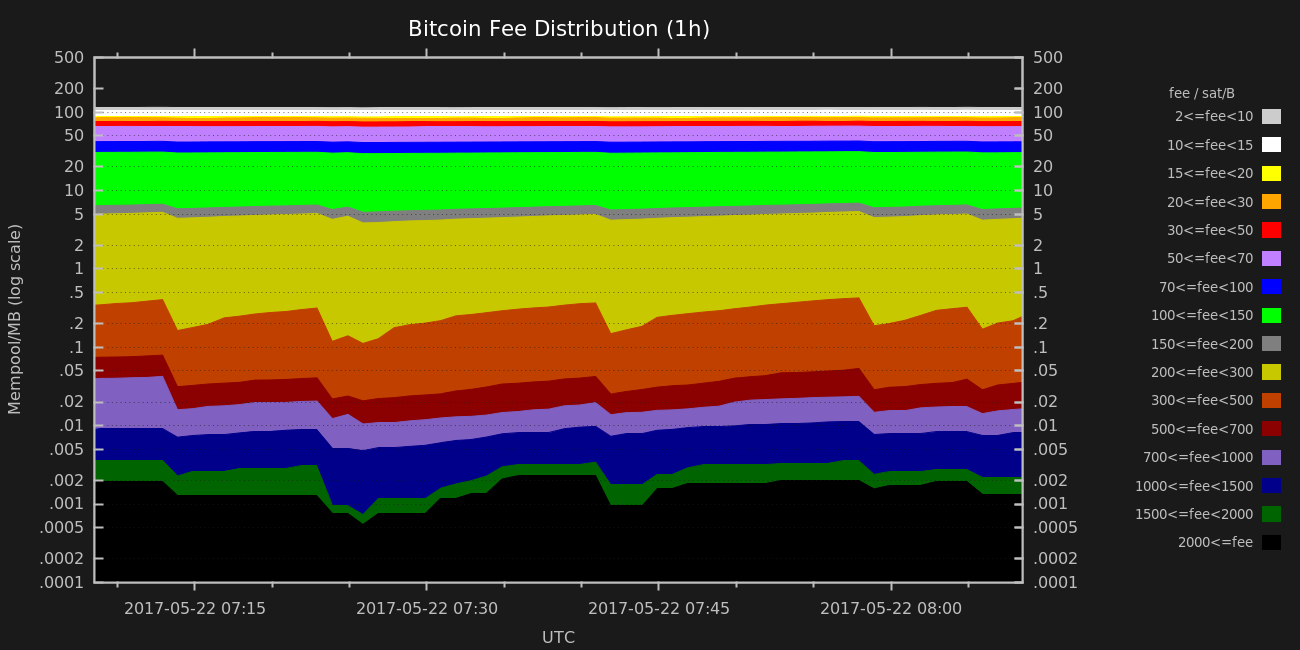 Bitcoin Fee Distribution (1h)
Mempool/MB (log scale)
500
200
100
50
20
10
5
2
1
.5
.2
.1
.05
.02
.01
.005
.002
.001
.0005
.0002
.0001
500
200
100
50
20
10
5
2
1
.5
.2
.1
.05
.02
.01
.005
.002
.001
.0005
.0002
.0001
2017-05-22 07:15 2017-05-22 07:30 2017-05-22 07:45 2017-05-22 08:00
UTC
fee / sat/B
2<=fee<10
10<=fee<15
15<=fee<20
20<=fee<30
30<=fee<50
50<=fee<70
70<=fee<100
100<=fee<150
150<=fee<200
200<=fee<300
300<=fee<500
500<=fee<700
700<=fee<1000
1000<=fee<1500
1500<=fee<2000
2000<=fee